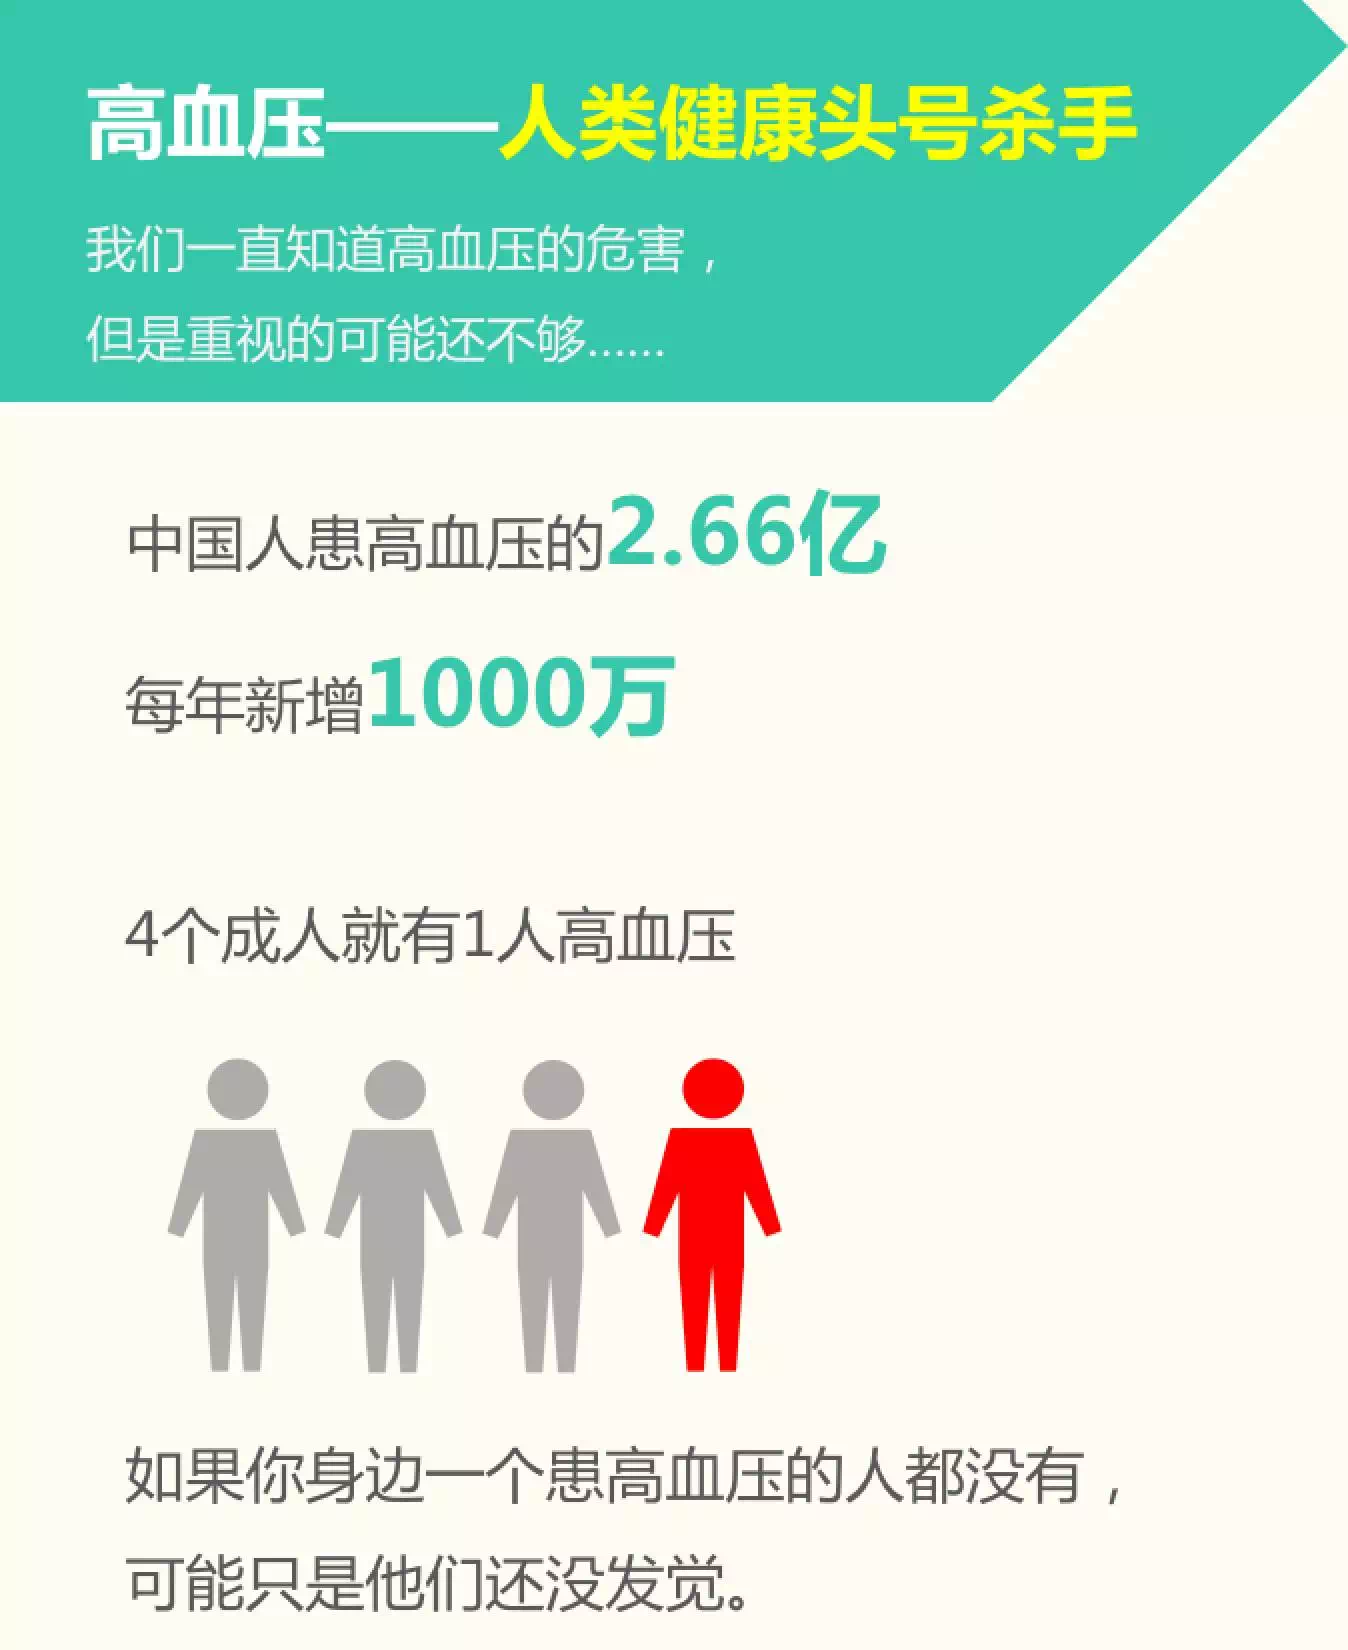 高血压——人类健康头号杀手
我们一直知道高血压的危害，
但是重视的可能还不够……
中国人患高血压的2.66亿
每年新增1000万
4个成人就有1人高血压
如果你身边一个患高血压的人都没有，
可能只是他们还没发觉。